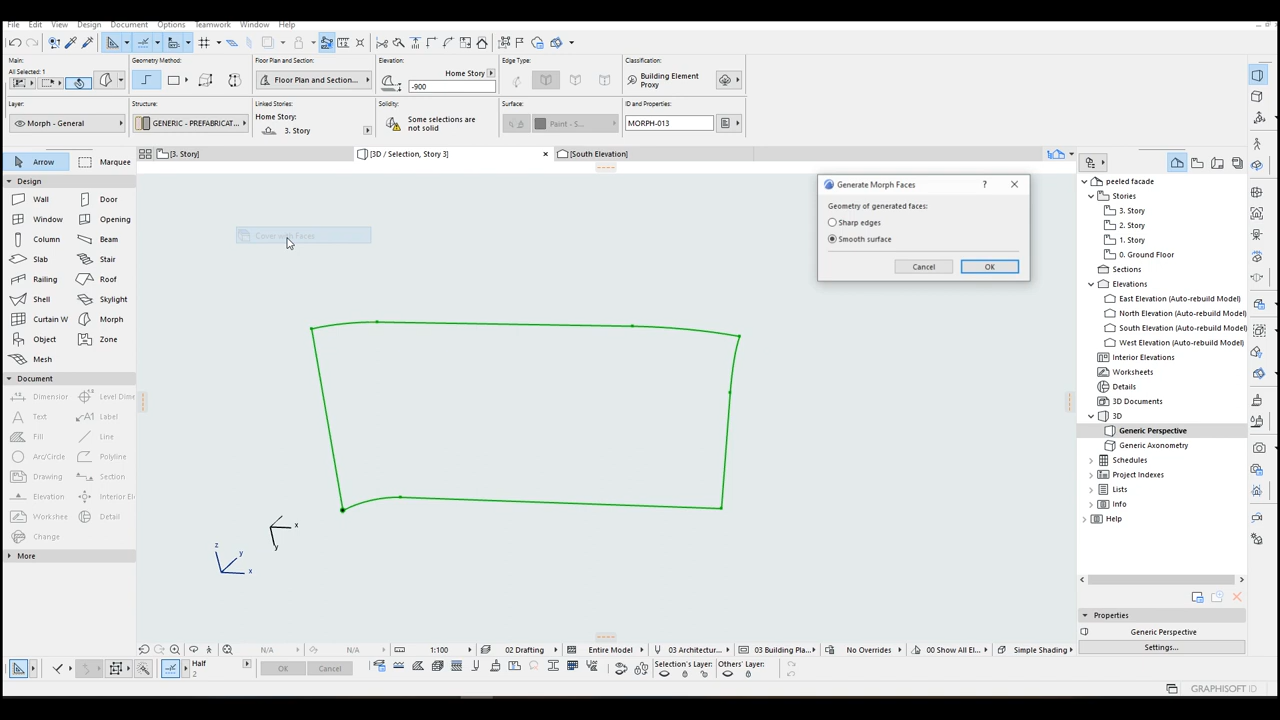 File Edit View Design Document Options Teamwork Window Help
Main:
All Selected: 1
Geometry Method:
Floor Plan and Section:
Floor Plan and Section...
Elevation:
Home Story
-900
Edge Type:
Classification:
Building Element
Proxy
Layer:
Morph - General
Structure:
GENERIC - PREFABRICAT...
Linked Stories:
Home Story:
3. Story
Solidity:
Some selections are
not solid
Surface:
Paint - S...
ID and Properties:
MORPH-013
[3. Story]
[3D / Selection, Story 3]
[South Elevation]
Arrow Marquee
Design
Wall Door
Window Opening
Column Beam
Slab Stair
Railing Roof
Shell Skylight
Curtain W Morph
Object Zone
Mesh
Document
Dimension Level Dime
Text A1 Label
Fill Line
Arc/Circle Polyline
Drawing Section
Elevation Interior Ele
Workshee Detail
Change
More
Cover with Faces
Generate Morph Faces ?
Geometry of generated faces:
Sharp edges
Smooth surface
Cancel OK
x
y
z
y
x
peeled facade
Stories
3. Story
2. Story
1. Story
0. Ground Floor
Sections
Elevations
East Elevation (Auto-rebuild Model)
North Elevation (Auto-rebuild Model)
South Elevation (Auto-rebuild Model)
West Elevation (Auto-rebuild Model)
Interior Elevations
Worksheets
Details
3D Documents
3D
Generic Perspective
Generic Axonometry
Schedules
Project Indexes
Lists
Info
Help
Properties
Generic Perspective
Settings...
N/A N/A 1:100 02 Drafting Entire Model 03 Architectur... 03 Building Pla... No Overrides 00 Show All El... Simple Shading
Half
2
OK Cancel
Selection's Layer: Others' Layer:
GRAPHISOFT ID